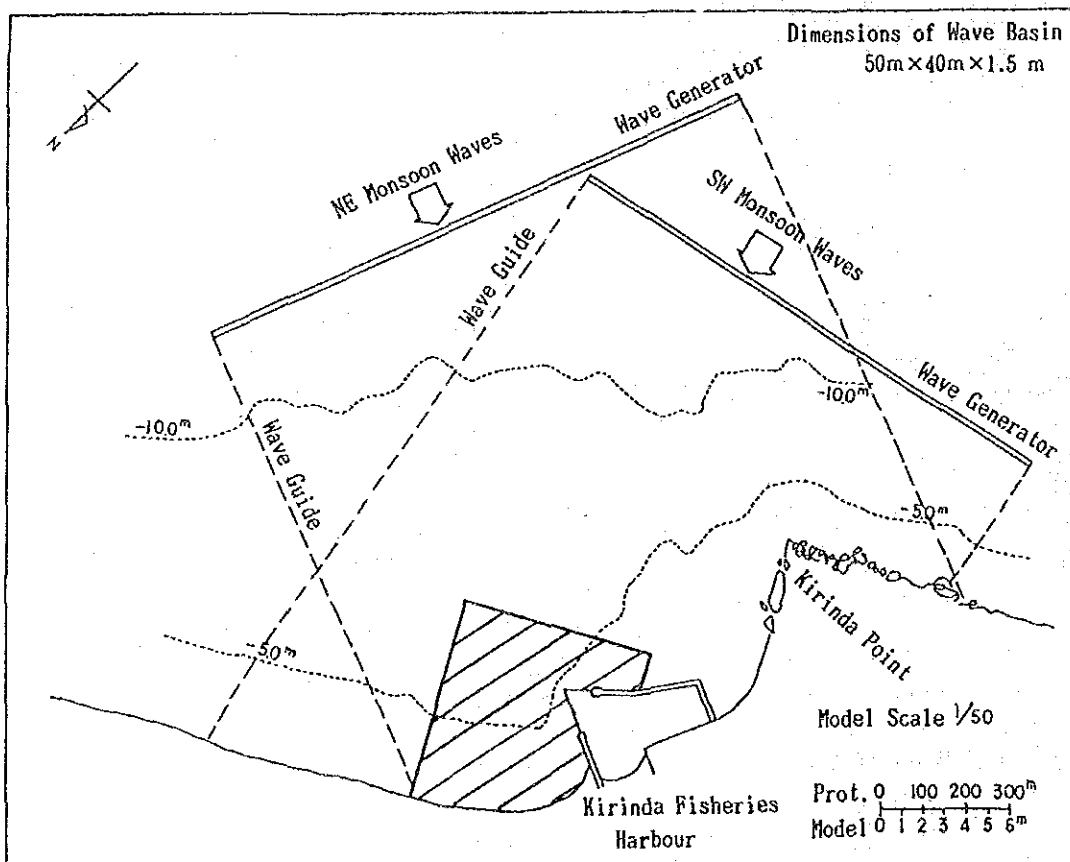 Dimensions of Wave Basin
50m×40m×1.5 m
N
Wave Generator
NE Monsoon Waves
SW Monsoon Waves
Wave Guide
Wave Generator
-10.0m
-10.0m
Wave Guide
-5.0m
-5.0m
Kirinda Point
Model Scale 1/50
Kirinda Fisheries
Harbour
Prot. 0 100 200 300m
Model 0 1 2 3 4 5 6m